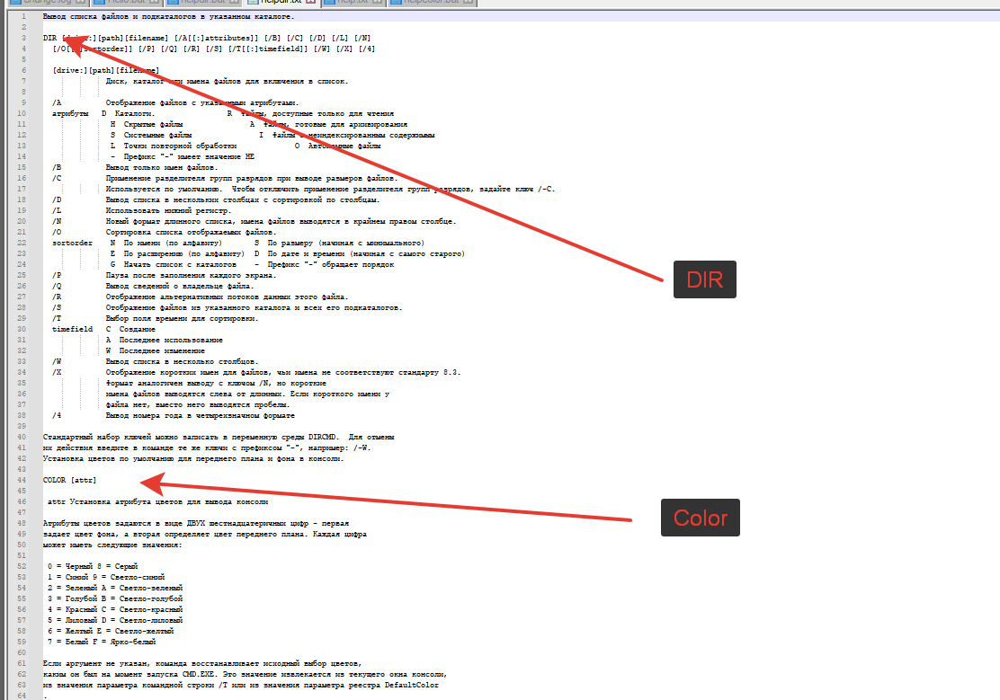 change.log hello.bat helpdir.bat helpdir.txt help.txt helpcolor.bat
1 Вывод списка файлов и подкаталогов в указанном каталоге.
2
3 DIR [drive:][path][filename] [/A[[:]attributes]] [/B] [/C] [/D] [/L] [/N]
4 [/O[[:]sortorder]] [/P] [/Q] [/R] [/S] [/T[[:]timefield]] [/W] [/X] [/4]
5
6 [drive:][path][filename]
7 Диск, каталог или имена файлов для включения в список.
8
9 /A Отображение файлов с указанными атрибутами.
10 атрибуты D Каталоги. R Файлы, доступные только для чтения
11 H Скрытые файлы A Файлы, готовые для архивирования
12 S Системные файлы I Файлы с неиндексированным содержимым
13 L Точки повторной обработки O Автономные файлы
14 - Префикс "-" имеет значение НЕ
15 /B Вывод только имен файлов.
16 /C Применение разделителя групп разрядов при выводе размеров файлов.
17 Используется по умолчанию. Чтобы отключить применение разделителя групп разрядов, задайте ключ /-C.
18 /D Вывод списка в нескольких столбцах с сортировкой по столбцам.
19 /L Использовать нижний регистр.
20 /N Новый формат длинного списка, имена файлов выводятся в крайнем правом столбце.
21 /O Сортировка списка отображаемых файлов.
22 sortorder N По имени (по алфавиту) S По размеру (начиная с минимального)
23 E По расширению (по алфавиту) D По дате и времени (начиная с самого старого)
24 G Начать список с каталогов - Префикс "-" обращает порядок
25 /P Пауза после заполнения каждого экрана.
26 /Q Вывод сведений о владельце файла.
27 /R Отображение альтернативных потоков данных этого файла.
28 /S Отображение файлов из указанного каталога и всех его подкаталогов.
29 /T Выбор поля времени для сортировки.
30 timefield C Создание
31 A Последнее использование
32 W Последнее изменение
33 /W Вывод списка в несколько столбцов.
34 /X Отображение коротких имен для файлов, чьи имена не соответствуют стандарту 8.3.
35 Формат аналогичен выводу с ключом /N, но короткие
36 имена файлов выводятся слева от длинных. Если короткого имени у
37 файла нет, вместо него выводятся пробелы.
38 /4 Вывод номера года в четырехзначном формате
39
40 Стандартный набор ключей можно записать в переменную среды DIRCMD. Для отмены
41 их действия введите в команде те же ключи с префиксом "-", например: /-W.
42 Установка цветов по умолчанию для переднего плана и фона в консоли.
43
44 COLOR [attr]
45
46 attr Установка атрибута цветов для вывода консоли
47
48 Атрибуты цветов задаются в виде ДВУХ шестнадцатеричных цифр - первая
49 задает цвет фона, а вторая определяет цвет переднего плана. Каждая цифра
50 может иметь следующие значения:
51
52 0 = Черный 8 = Серый
53 1 = Синий 9 = Светло-синий
54 2 = Зеленый A = Светло-зеленый
55 3 = Голубой B = Светло-голубой
56 4 = Красный C = Светло-красный
57 5 = Лиловый D = Светло-лиловый
58 6 = Желтый E = Светло-желтый
59 7 = Белый F = Ярко-белый
60
61 Если аргумент не указан, команда восстанавливает исходный выбор цветов,
62 каким он был на момент запуска CMD.EXE. Это значение извлекается из текущего окна консоли,
63 из значения параметра командной строки /T или из значения параметра реестра DefaultColor
64 .
DIR
Color